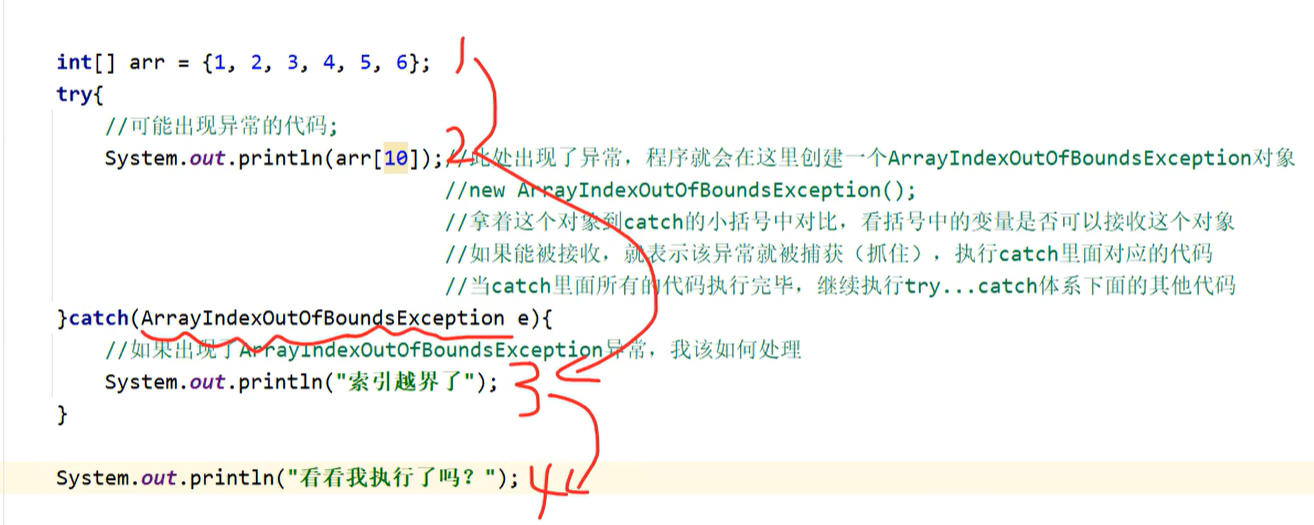 int[] arr = {1, 2, 3, 4, 5, 6}; 1
try{
//可能出现异常的代码;
System.out.println(arr[10]);2//此处出现了异常，程序就会在这里创建一个ArrayIndexOutOfBoundsException对象
//new ArrayIndexOutOfBoundsException();
//拿着这个对象到catch的小括号中对比，看括号中的变量是否可以接收这个对象
//如果能被接收，就表示该异常就被捕获（抓住），执行catch里面对应的代码
//当catch里面所有的代码执行完毕，继续执行try...catch体系下面的其他代码
}catch(ArrayIndexOutOfBoundsException e){
//如果出现了ArrayIndexOutOfBoundsException异常，我该如何处理
System.out.println("索引越界了"); 3
}
System.out.println("看看我执行了吗？"); 4